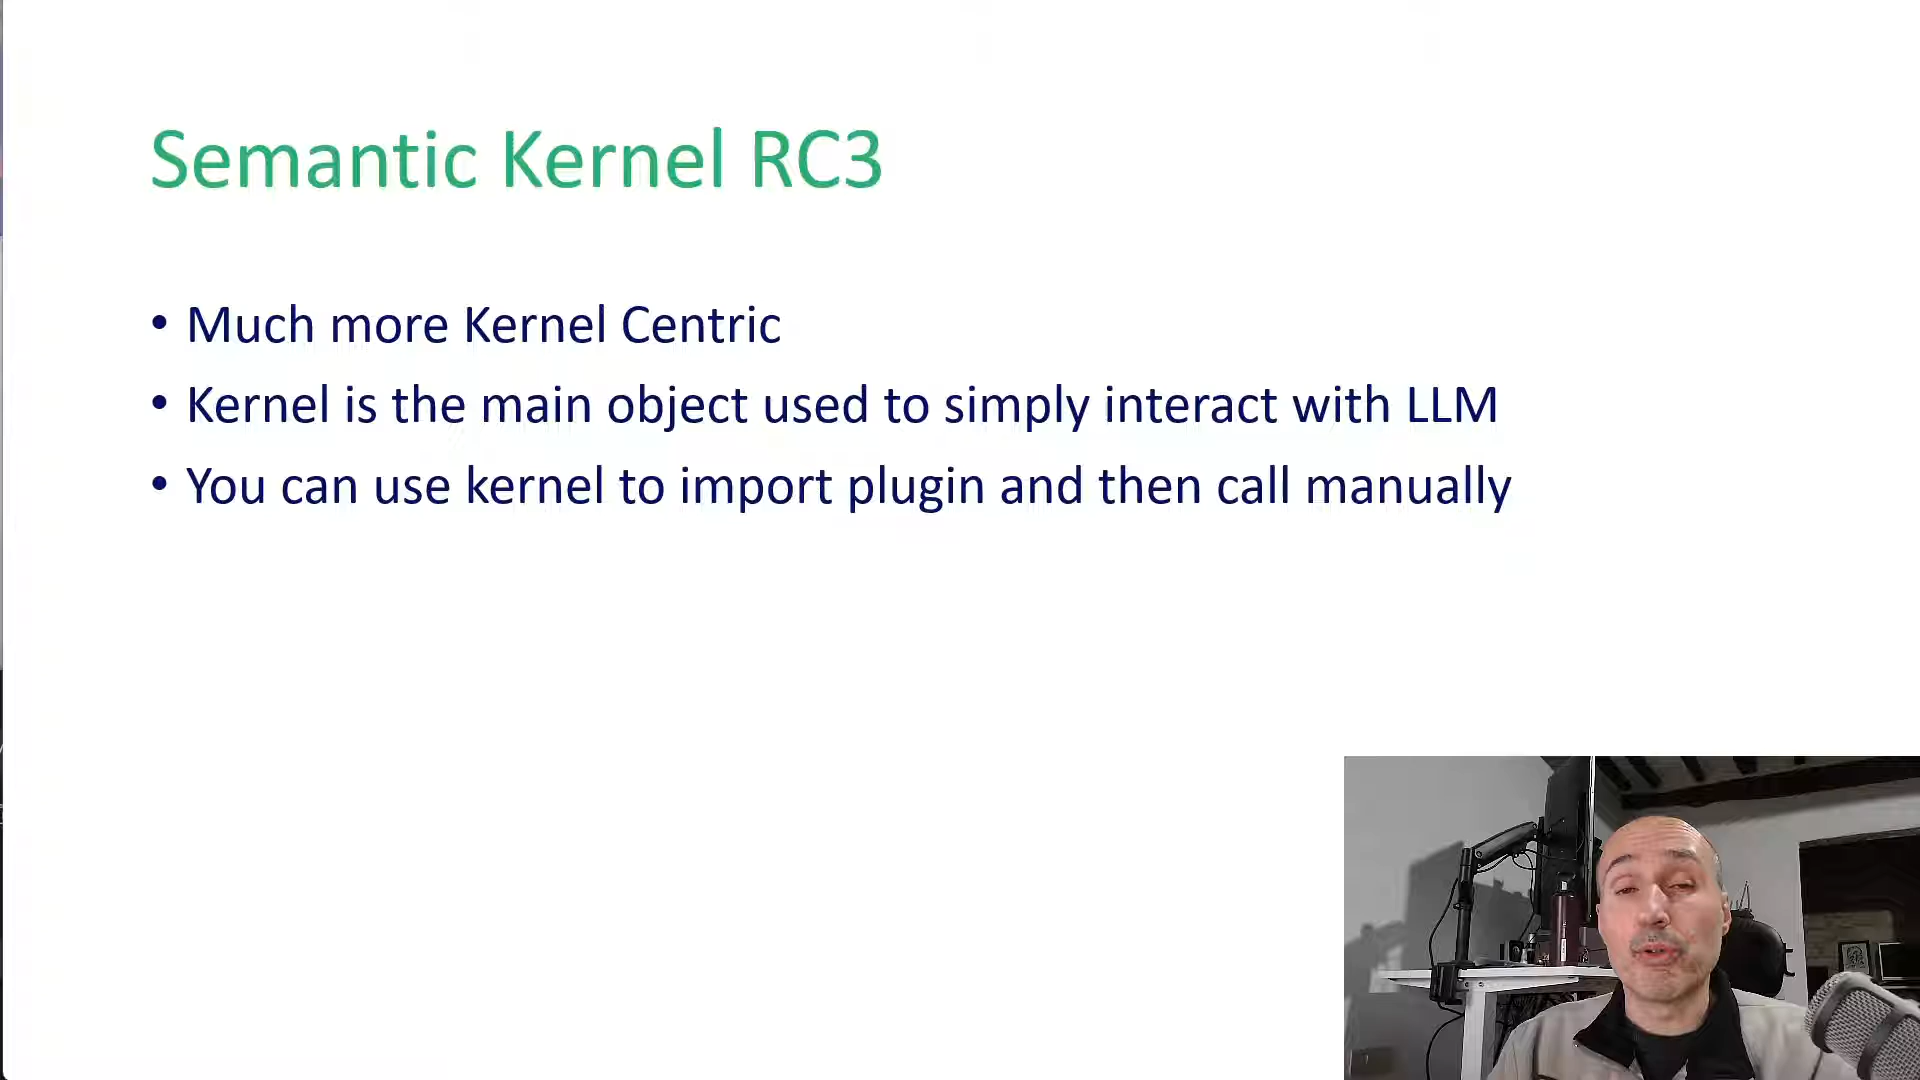 Semantic Kernel RC3
• Much more Kernel Centric
• Kernel is the main object used to simply interact with LLM
• You can use kernel to import plugin and then call manually